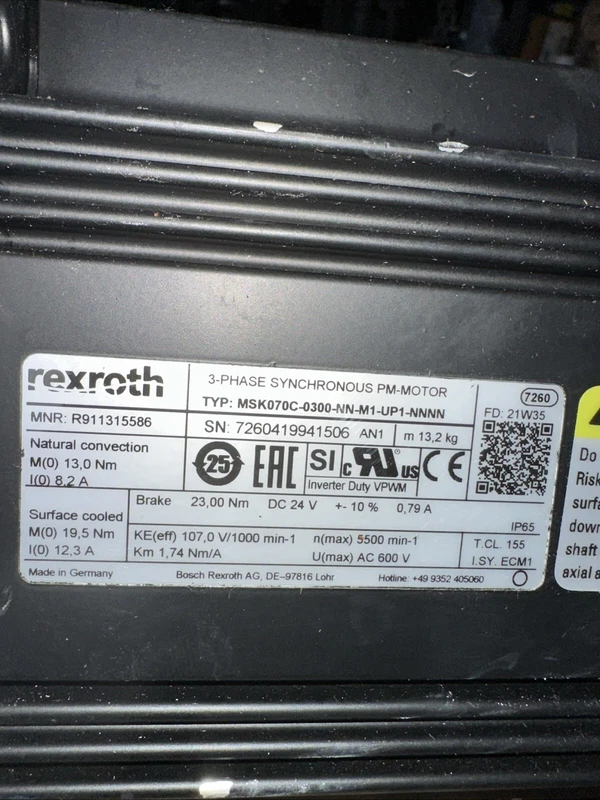 rexroth
3-PHASE SYNCHRONOUS PM-MOTOR
TYP: MSK070C-0300-NN-M1-UP1-NNNN
7260
MNR: R911315586
SN: 7260419941506 AN1
m 13,2 kg
FD: 21W35
Natural convection
M(0) 13,0 Nm
I(0) 8,2 A
25
EAC
SI
c RU us
CE
Inverter Duty VPWM
Surface cooled
M(0) 19,5 Nm
I(0) 12,3 A
Brake 23,00 Nm DC 24 V +- 10 % 0,79 A
IP65
KE(eff) 107,0 V/1000 min-1 n(max) 5500 min-1
Km 1,74 Nm/A U(max) AC 600 V
T.CL. 155
I.SY. ECM1
Made in Germany Bosch Rexroth AG, DE-97816 Lohr Hotline: +49 9352 405060
Do
Risk
surfa
down
shaft
axial a